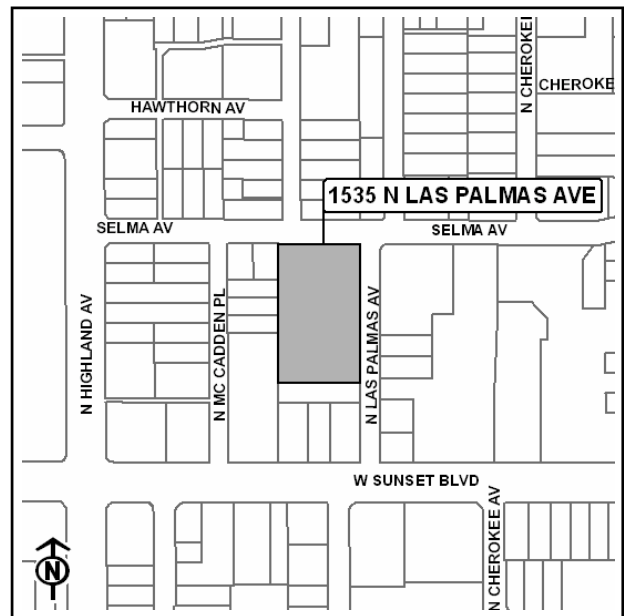 N CHEROKEE
CHEROKE
HAWTHORN AV
1535 N LAS PALMAS AVE
SELMA AV
SELMA AV
N HIGHLAND AV
N MC CADDEN PL
N LAS PALMAS AV
W SUNSET BLVD
N CHEROKEE AV
N